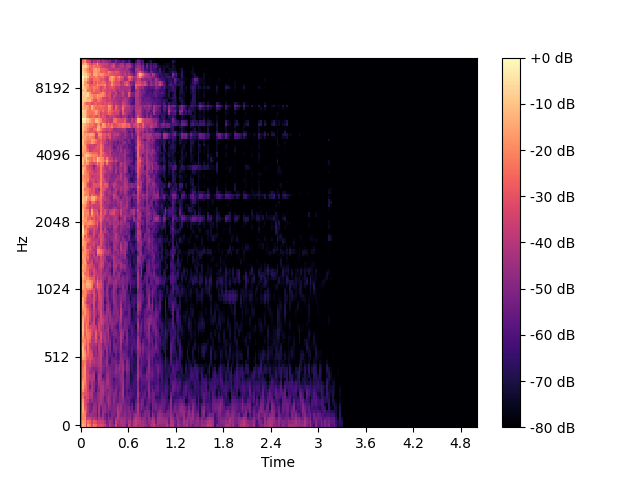 +0 dB
8192
-10 dB
-20 dB
4096
-30 dB
Hz
2048
-40 dB
1024
-50 dB
-60 dB
512
-70 dB
0
-80 dB
0 0.6 1.2 1.8 2.4 3 3.6 4.2 4.8
Time